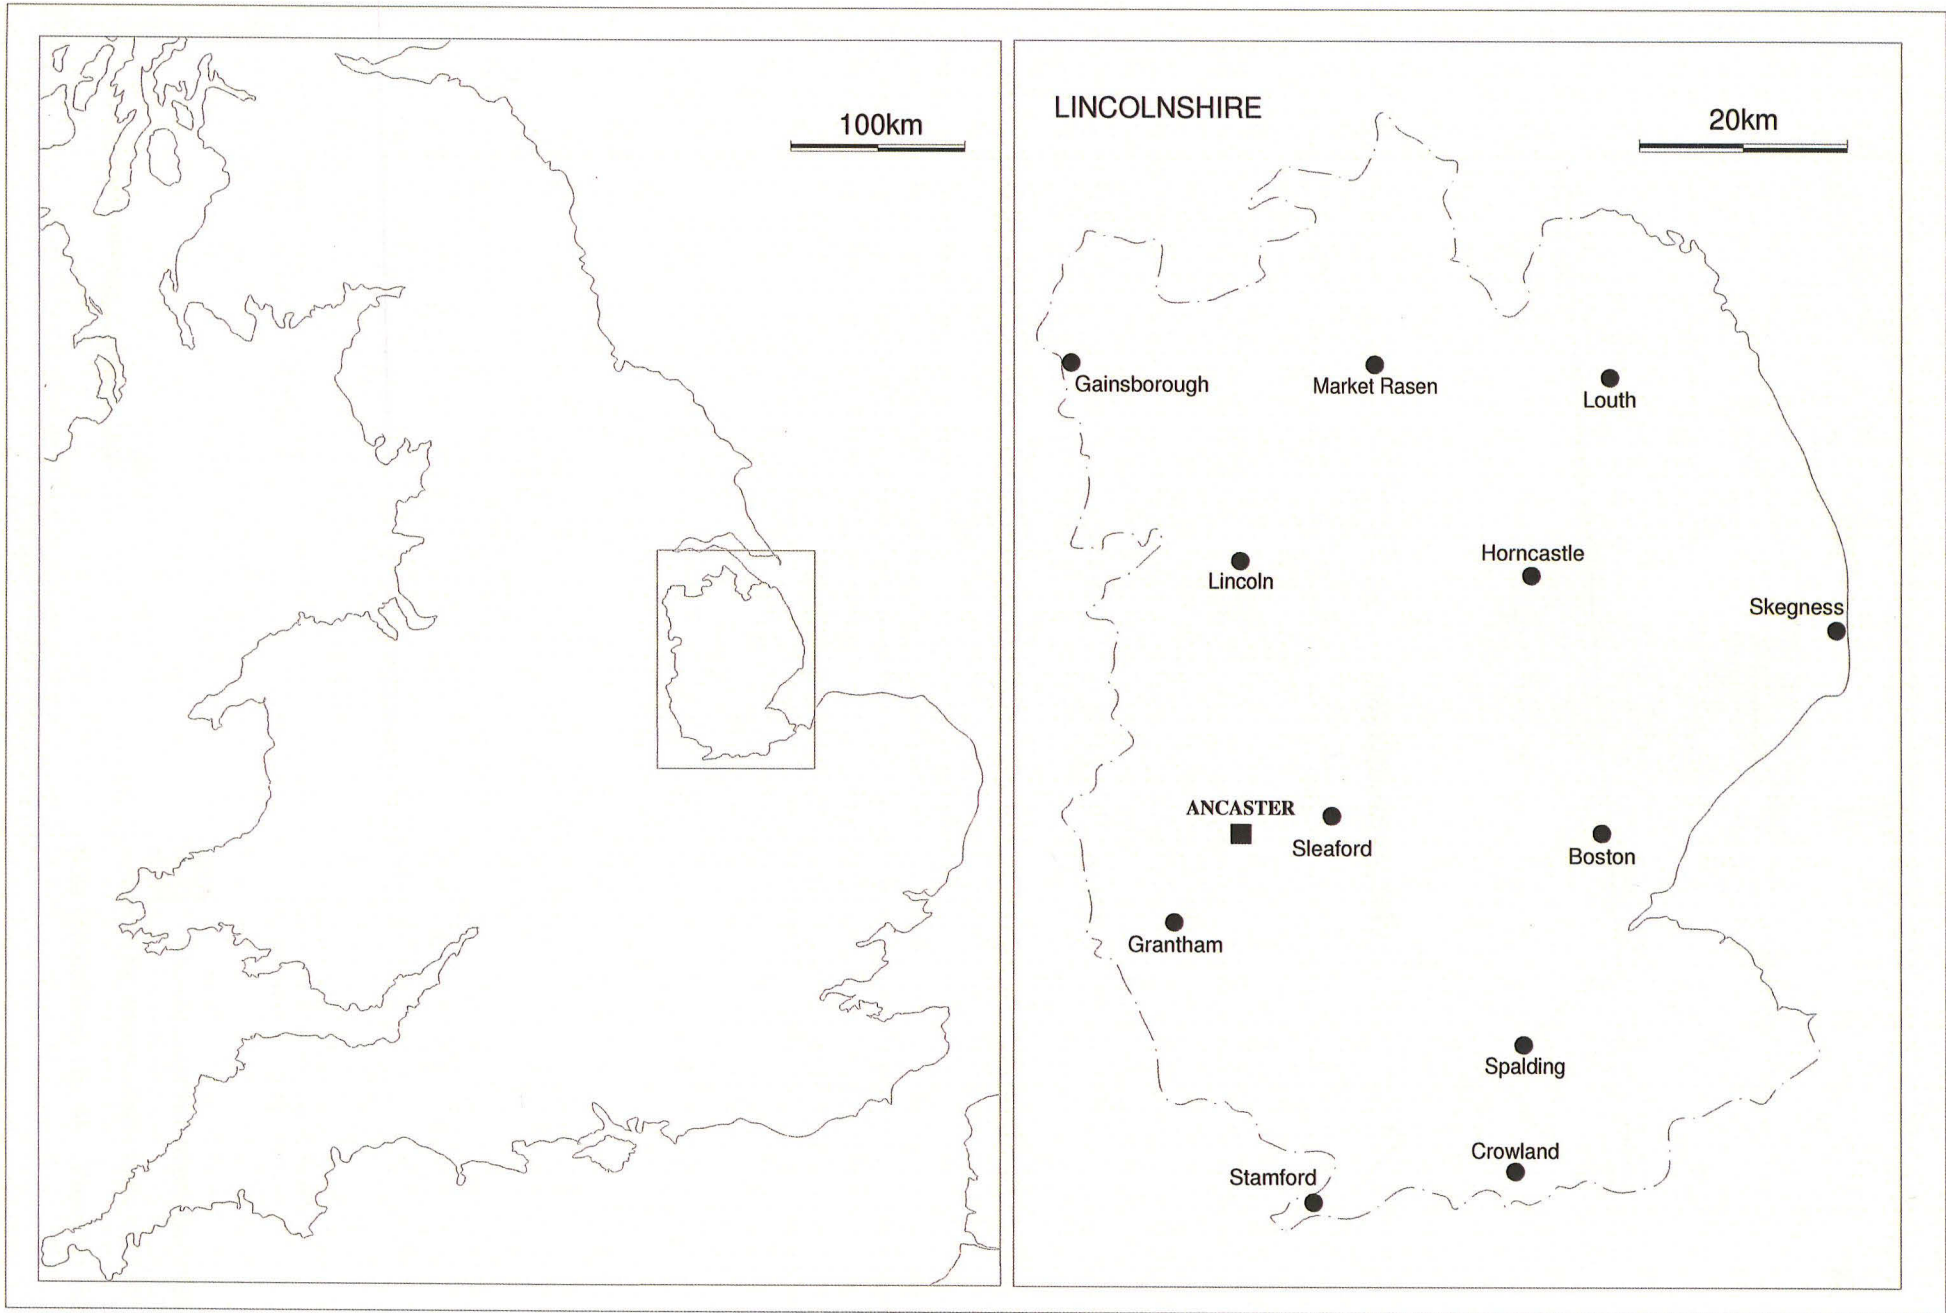 100km
LINCOLNSHIRE
20km
Gainsborough
Market Rasen
Louth
Lincoln
Horncastle
Skegness
ANCASTER
Sleaford
Boston
Grantham
Spalding
Crowland
Stamford